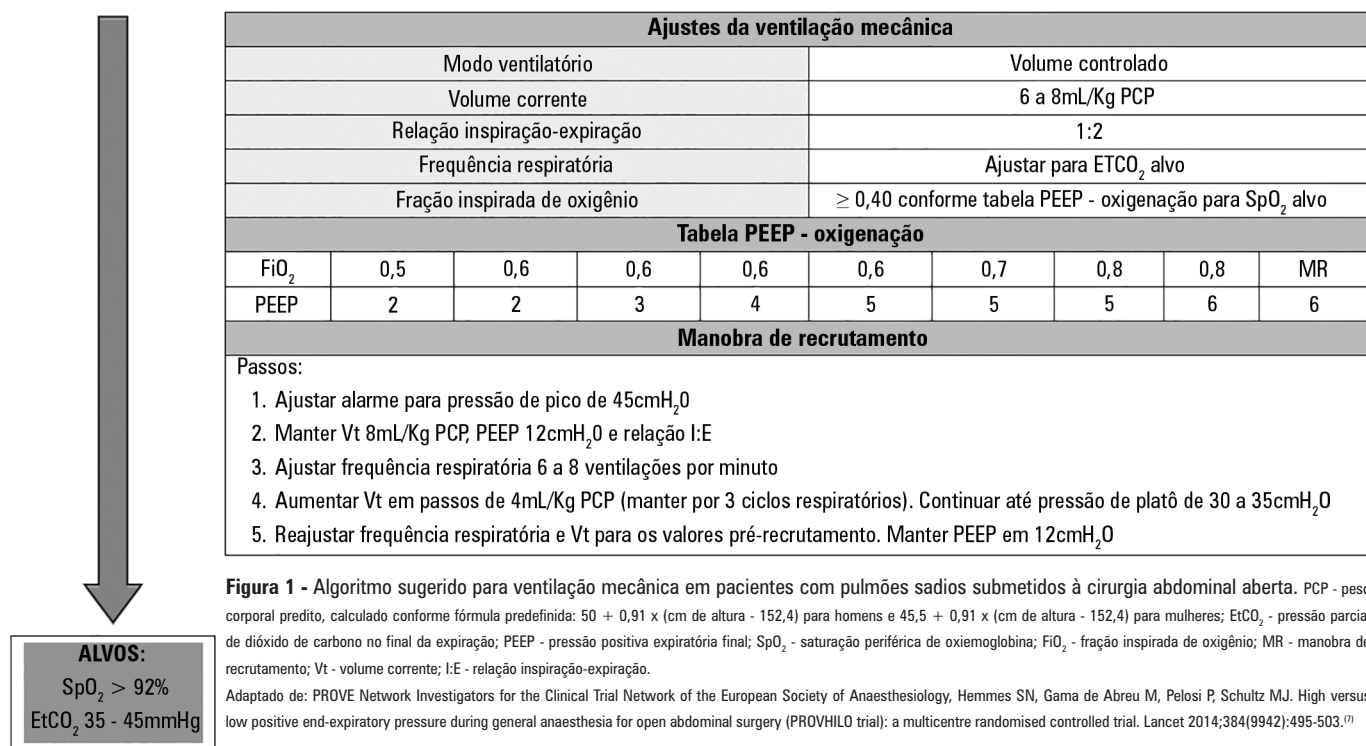 Ajustes da ventilação mecânica
Modo ventilatório Volume controlado
Volume corrente 6 a 8mL/Kg PCP
Relação inspiração-expiração 1:2
Frequência respiratória Ajustar para ETCO₂ alvo
Fração inspirada de oxigênio ≥ 0,40 conforme tabela PEEP - oxigenação para SpO₂ alvo
Tabela PEEP - oxigenação
FiO₂ 0,5 0,6 0,6 0,6 0,6 0,7 0,8 0,8 MR
PEEP 2 2 3 4 5 5 5 6 6
Manobra de recrutamento
Passos:
1. Ajustar alarme para pressão de pico de 45cmH₂0
2. Manter Vt 8mL/Kg PCP, PEEP 12cmH₂0 e relação I:E
3. Ajustar frequência respiratória 6 a 8 ventilações por minuto
4. Aumentar Vt em passos de 4mL/Kg PCP (manter por 3 ciclos respiratórios). Continuar até pressão de platô de 30 a 35cmH₂O
5. Reajustar frequência respiratória e Vt para os valores pré-recrutamento. Manter PEEP em 12cmH₂O
ALVOS:
SpO₂ > 92%
EtCO₂ 35 - 45mmHg
Figura 1 - Algoritmo sugerido para ventilação mecânica em pacientes com pulmões sadios submetidos à cirurgia abdominal aberta. PCP - peso
corporal predito, calculado conforme fórmula predefinida: 50 + 0,91 x (cm de altura - 152,4) para homens e 45,5 + 0,91 x (cm de altura - 152,4) para mulheres; EtCO₂ - pressão parcial
de dióxido de carbono no final da expiração; PEEP - pressão positiva expiratória final; SpO₂ - saturação periférica de oxiemoglobina; FiO₂ - fração inspirada de oxigênio; MR - manobra de
recrutamento; Vt - volume corrente; I:E - relação inspiração-expiração.
Adaptado de: PROVE Network Investigators for the Clinical Trial Network of the European Society of Anaesthesiology, Hemmes SN, Gama de Abreu M, Pelosi P, Schultz MJ. High versus
low positive end-expiratory pressure during general anaesthesia for open abdominal surgery (PROVHILO trial): a multicentre randomised controlled trial. Lancet 2014;384(9942):495-503.⁽⁷⁾